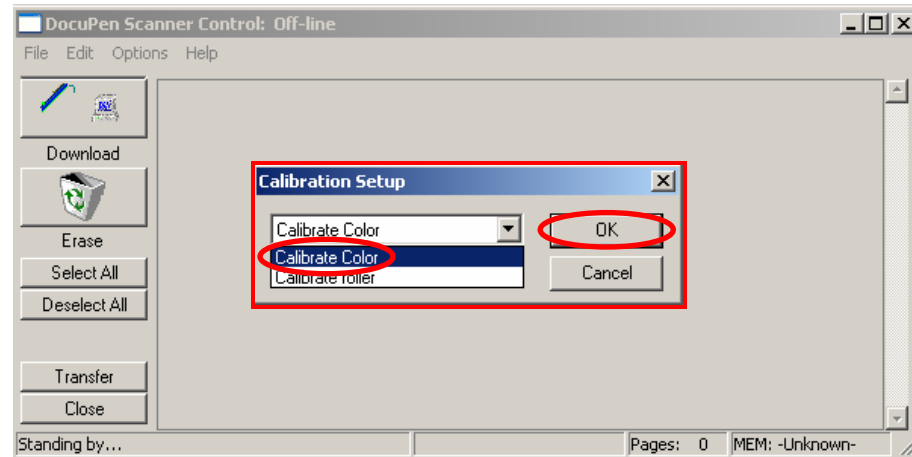 DocuPen Scanner Control: Off-line
File Edit Options Help
Download
Erase
Select All
Deselect All
Transfer
Close
Calibration Setup
Calibrate Color
OK
Calibrate Color
Calibrate roller
Cancel
Standing by...
Pages: 0
MEM: -Unknown-